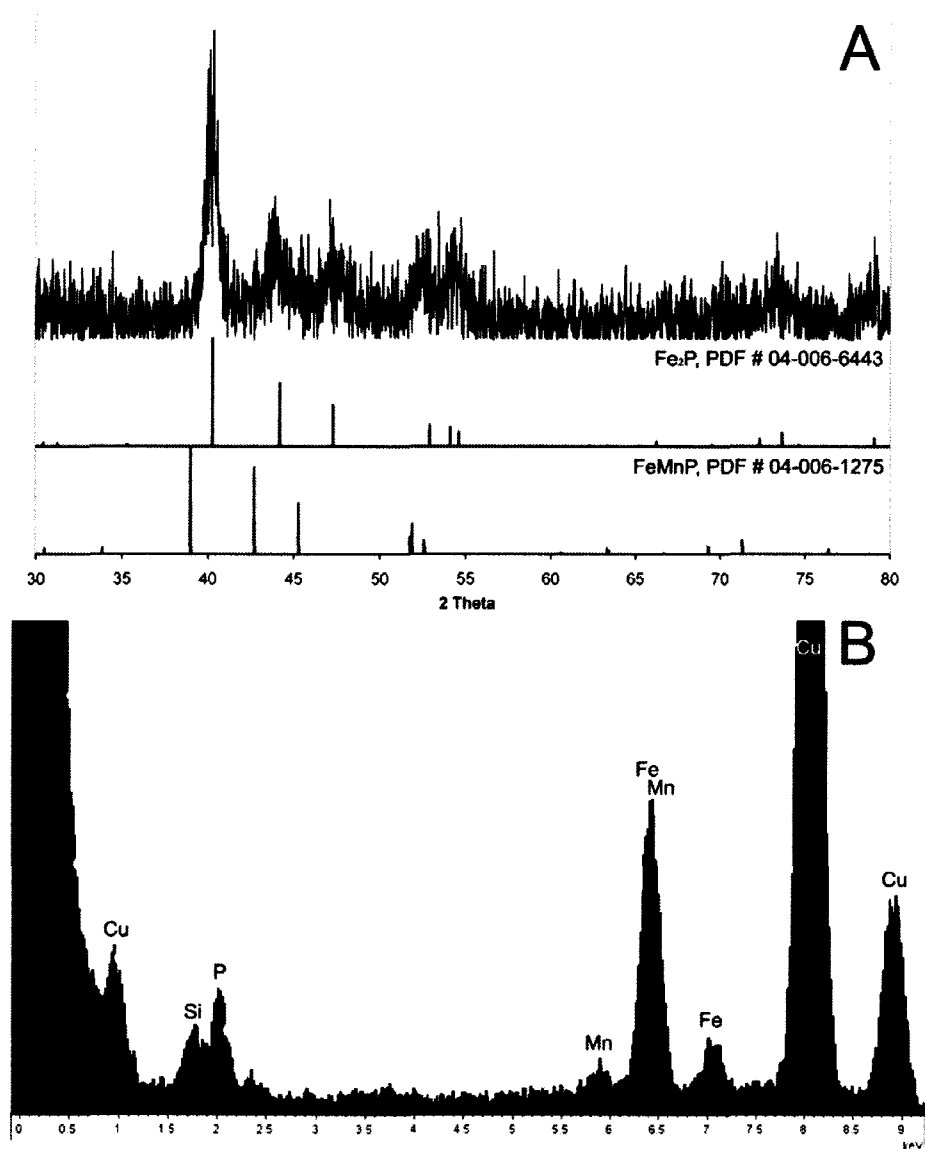 A
Fe₂P, PDF # 04-006-6443
FeMnP, PDF # 04-006-1275
30 35 40 45 50 55 60 65 70 75 80
2 Theta
B
Cu
Fe
Mn
Cu
Cu
P
Si
Mn
Fe
0 0.5 1 1.5 2 2.5 3 3.5 4 4.5 5 5.5 6 6.5 7 7.5 8 8.5 9
keV